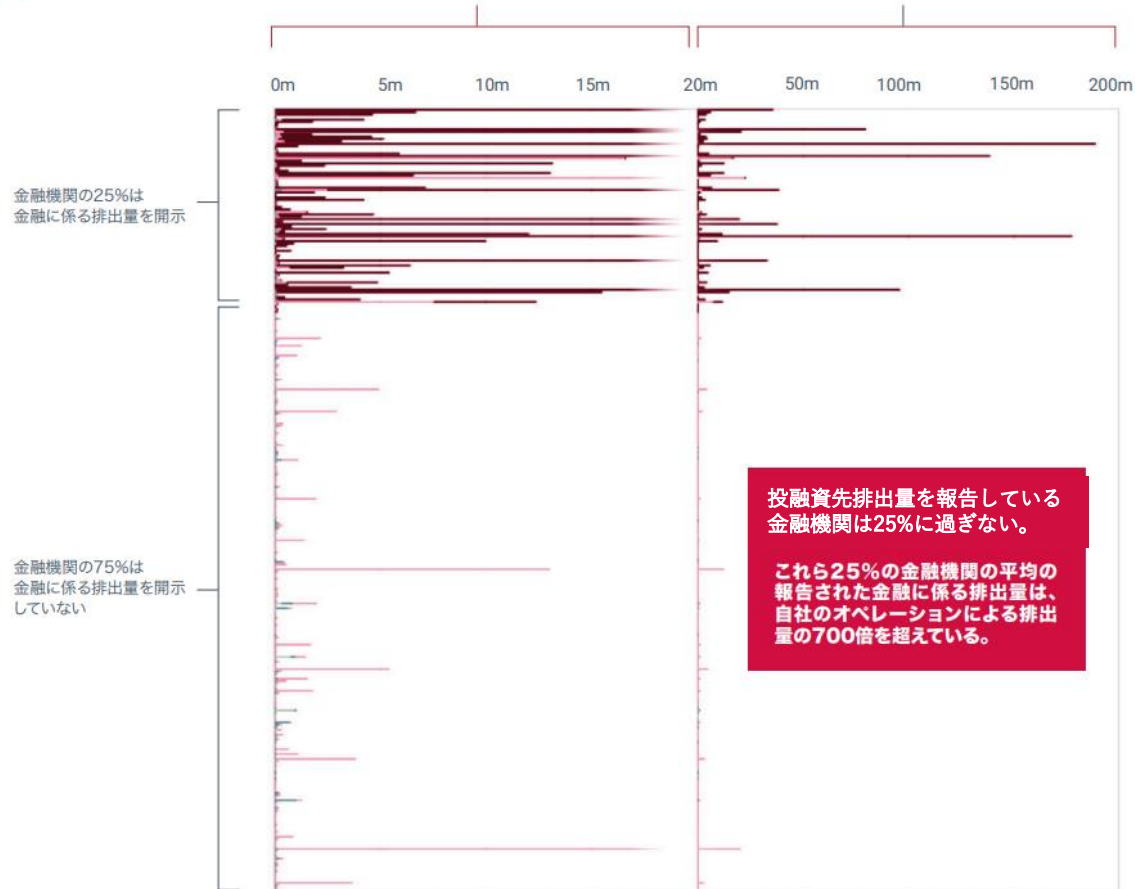 0m 5m 10m 15m 20m 50m 100m 150m 200m
金融機関の25%は
金融に係る排出量を開示
金融機関の75%は
金融に係る排出量を開示
していない
投融資先排出量を報告している
金融機関は25%に過ぎない。
これら25%の金融機関の平均の
報告された金融に係る排出量は、
自社のオペレーションによる排出
量の700倍を超えている。